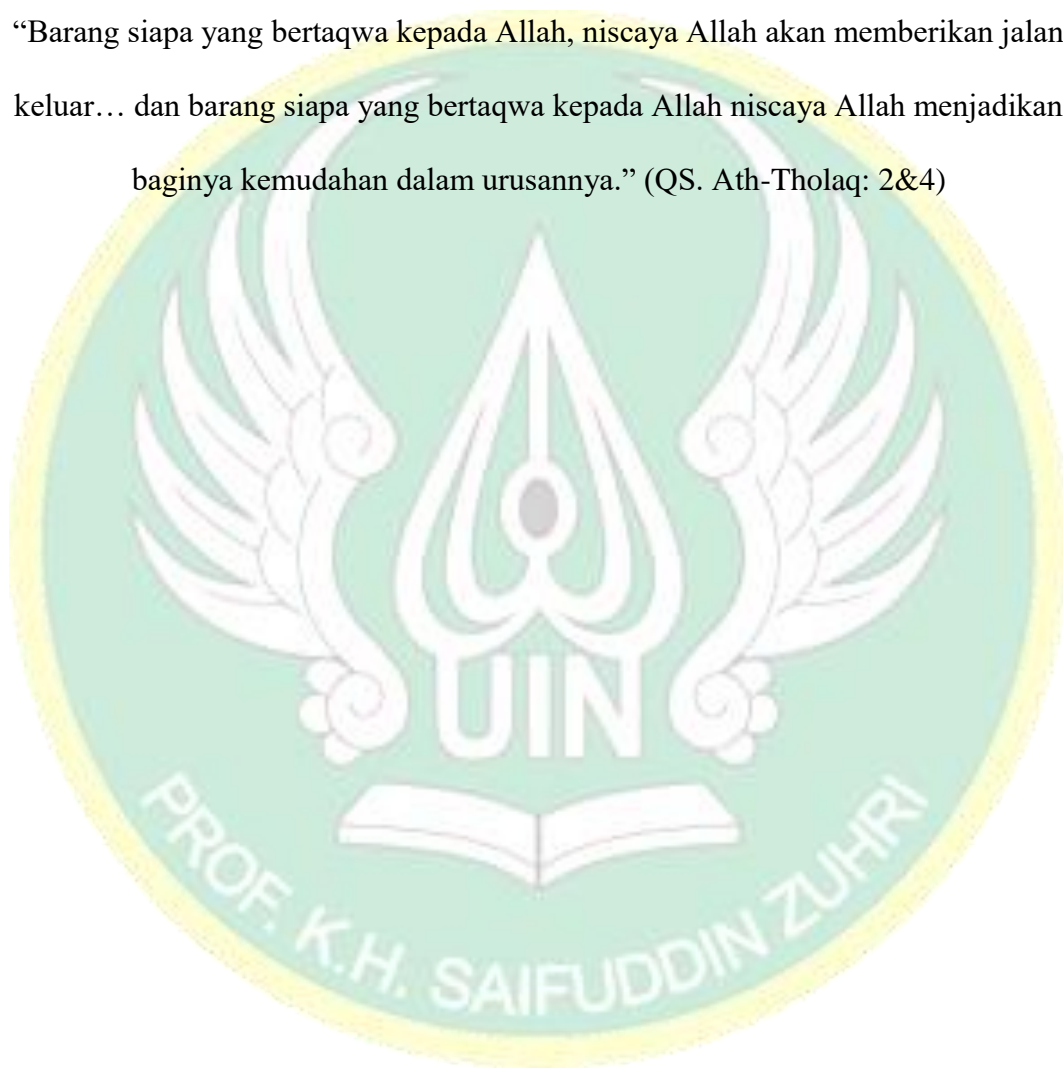 “Barang siapa yang bertaqwa kepada Allah, niscaya Allah akan memberikan jalan
keluar… dan barang siapa yang bertaqwa kepada Allah niscaya Allah menjadikan
baginya kemudahan dalam urusannya.” (QS. Ath-Tholaq: 2&4)
UIN
PROF. K.H. SAIFUDDIN ZUHRI